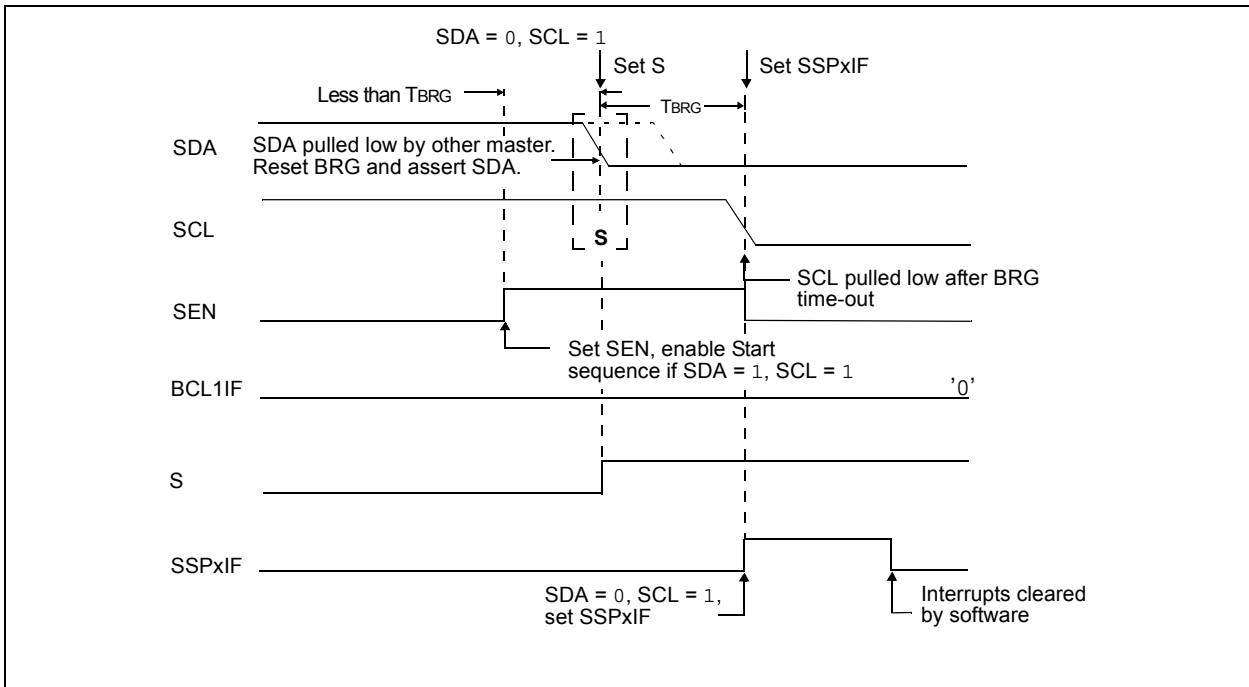 SDA = 0, SCL = 1
Set S
Set SSPxIF
Less than TBRG
TBRG
SDA
SDA pulled low by other master.
Reset BRG and assert SDA.
SCL
S
SCL pulled low after BRG
time-out
SEN
Set SEN, enable Start
sequence if SDA = 1, SCL = 1
BCL1IF
'0'
S
SSPxIF
SDA = 0, SCL = 1,
set SSPxIF
Interrupts cleared
by software